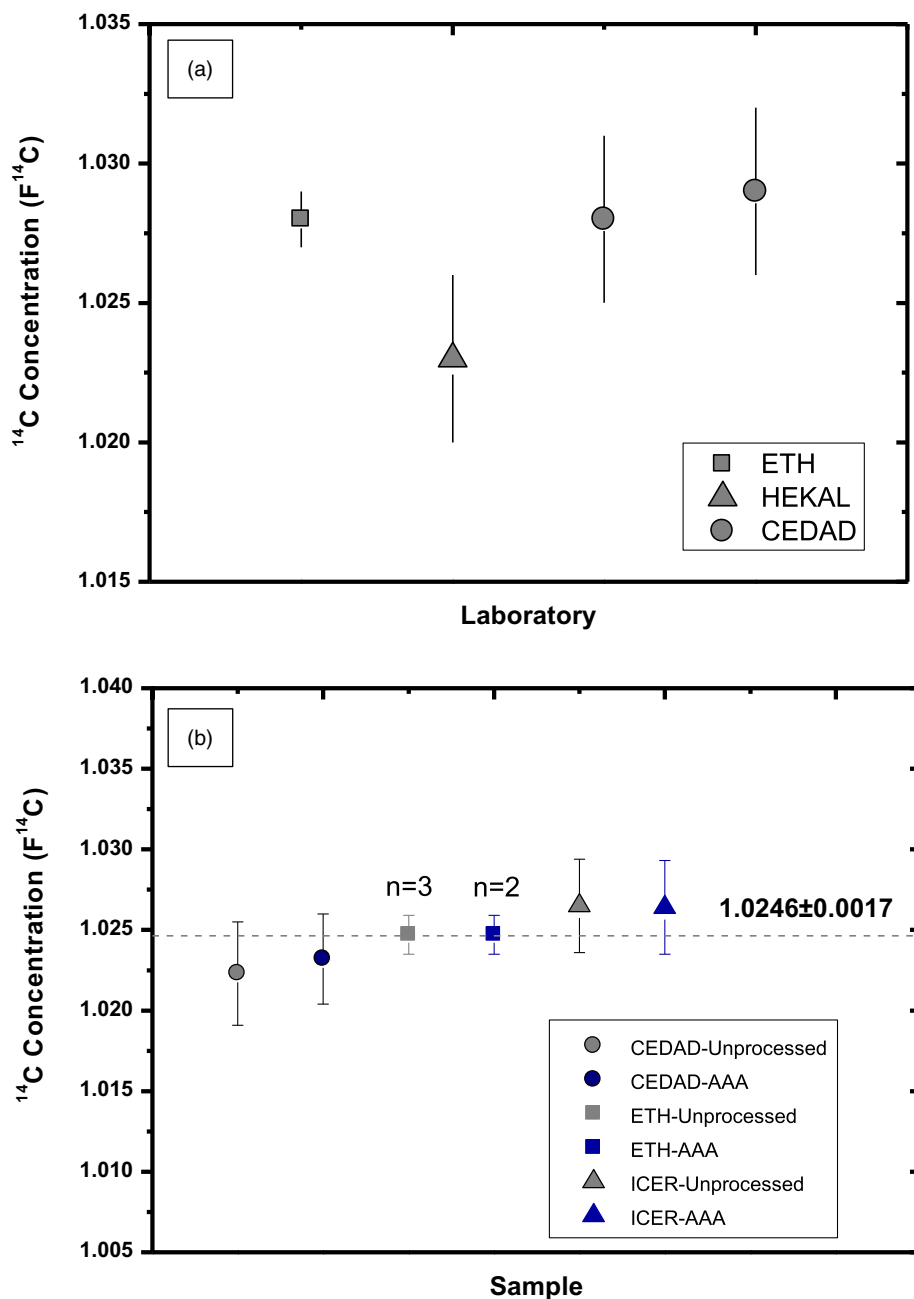 (a)
¹⁴C Concentration (F¹⁴C)
1.035
1.030
1.025
1.020
1.015
ETH
HEKAL
CEDAD
Laboratory
(b)
¹⁴C Concentration (F¹⁴C)
1.040
1.035
1.030
1.025
1.020
1.015
1.010
1.005
n=3
n=2
1.0246±0.0017
CEDAD-Unprocessed
CEDAD-AAA
ETH-Unprocessed
ETH-AAA
ICER-Unprocessed
ICER-AAA
Sample